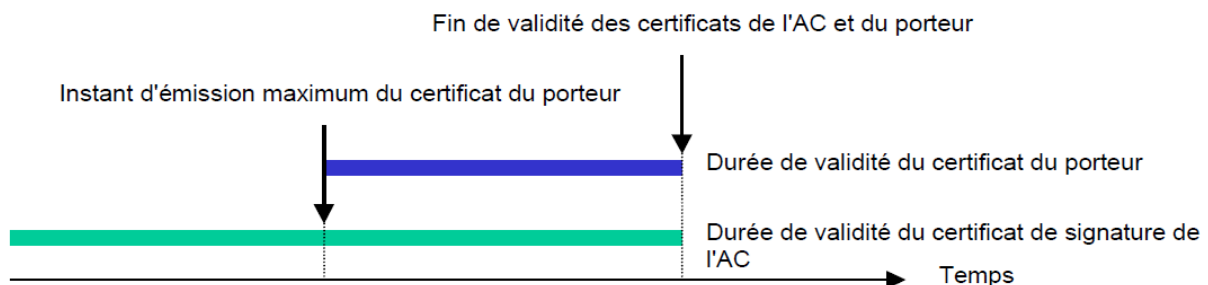 Fin de validité des certificats de l'AC et du porteur
Instant d'émission maximum du certificat du porteur
Durée de validité du certificat du porteur
Durée de validité du certificat de signature de
l'AC
Temps